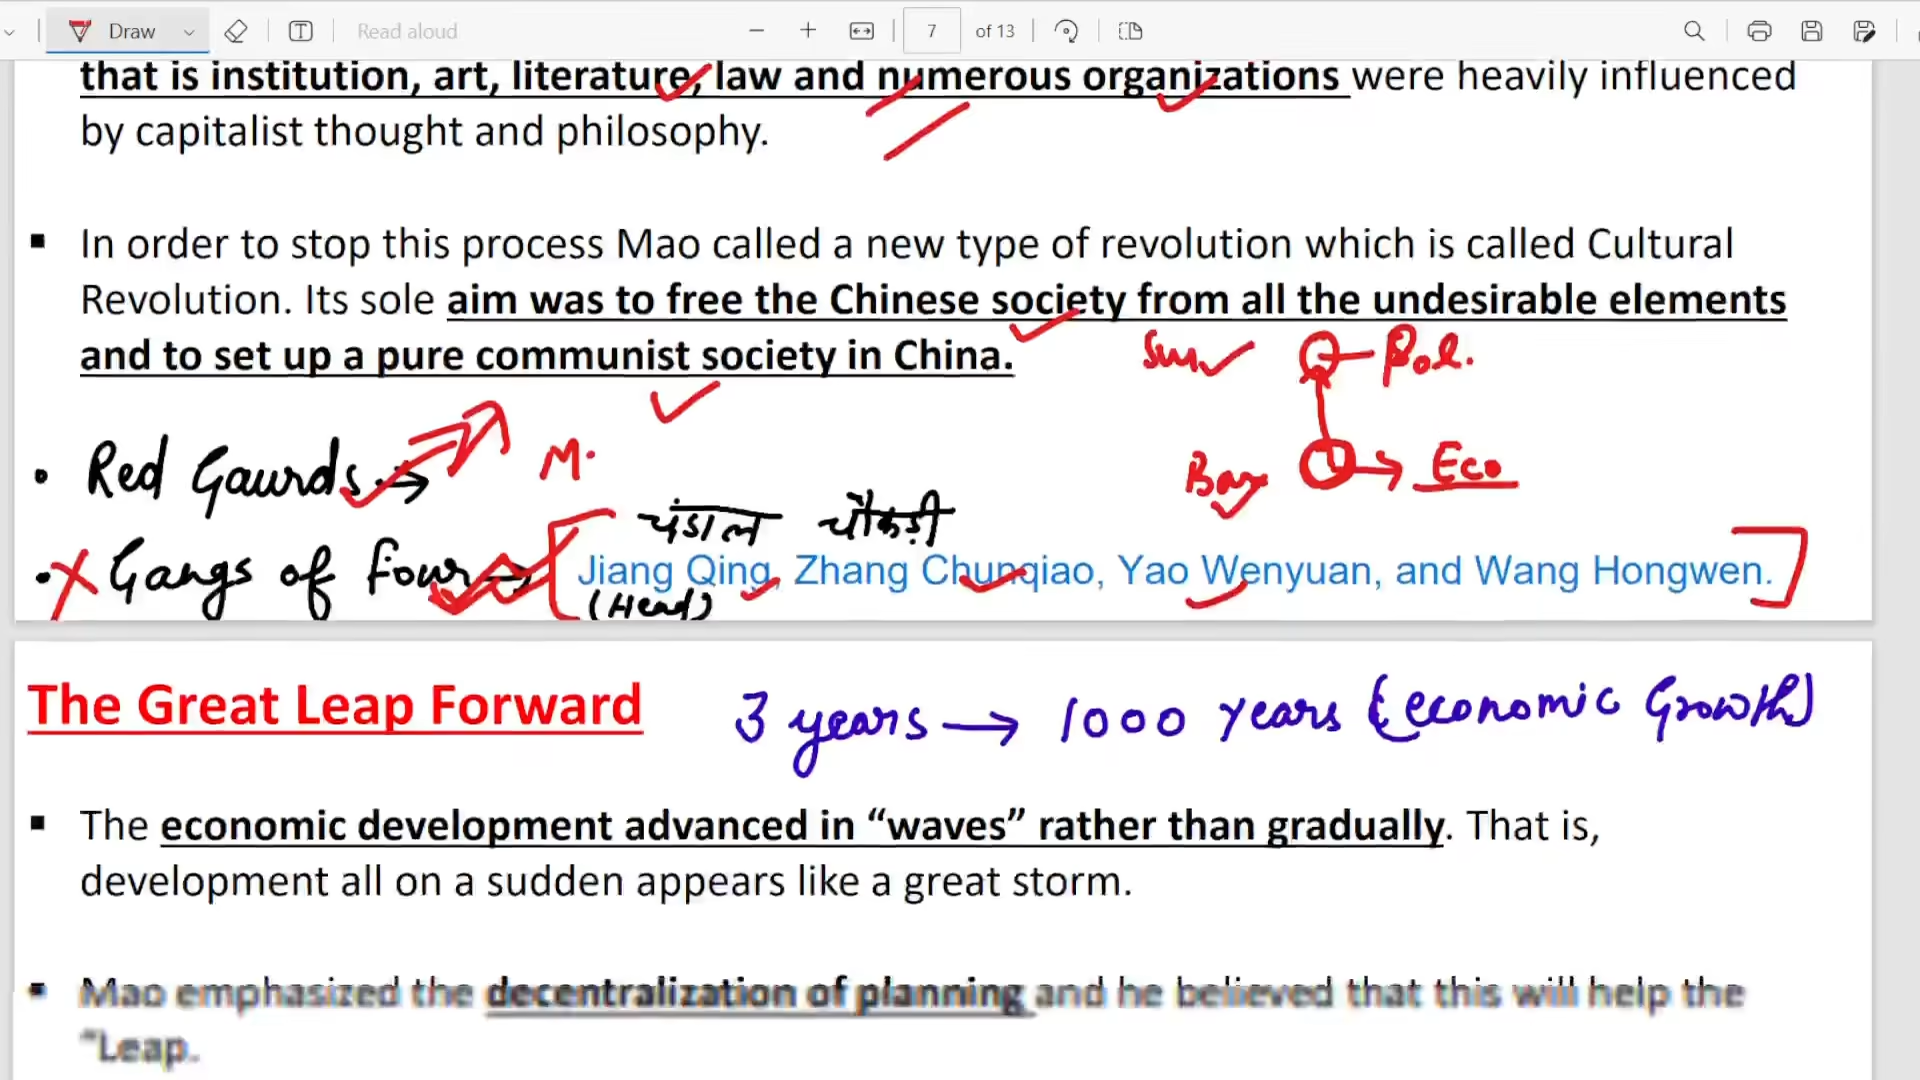 Draw Read aloud 7 of 13
that is institution, art, literature, law and numerous organizations were heavily influenced
by capitalist thought and philosophy.
▪ In order to stop this process Mao called a new type of revolution which is called Cultural
Revolution. Its sole aim was to free the Chinese society from all the undesirable elements
and to set up a pure communist society in China.
Pol.
• Red Gaurds →
M.
Eco
चंडाल चौकड़ी
• Gangs of four → [Jiang Qing, Zhang Chunqiao, Yao Wenyuan, and Wang Hongwen.]
(Head)
The Great Leap Forward 3 years → 1000 years (economic Growth)
▪ The economic development advanced in “waves” rather than gradually. That is,
development all on a sudden appears like a great storm.
▪ Mao emphasized the decentralization of planning and he believed that this will help the
“Leap.